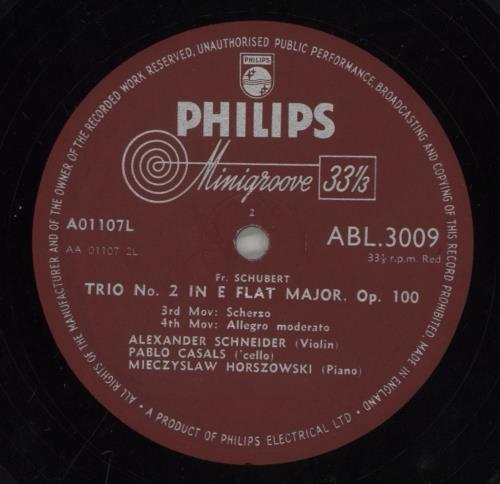 ALL RIGHTS OF THE MANUFACTURER AND OF THE OWNER OF THE RECORDED WORK RESERVED. UNAUTHORISED PUBLIC PERFORMANCE, BROADCASTING AND COPYING OF THIS RECORD PROHIBITED MADE IN ENGLAND
PHILIPS
PHILIPS
Minigroove 33⅓
2
A01107L
ABL.3009
AA 01107 2L
33⅓ r.p.m. Red
Fr. SCHUBERT
TRIO No. 2 IN E FLAT MAJOR, Op. 100
3rd Mov: Scherzo
4th Mov: Allegro moderato
ALEXANDER SCHNEIDER (Violin)
PABLO CASALS ('cello)
MIECZYSLAW HORSZOWSKI (Piano)
• A PRODUCT OF PHILIPS ELECTRICAL LTD •